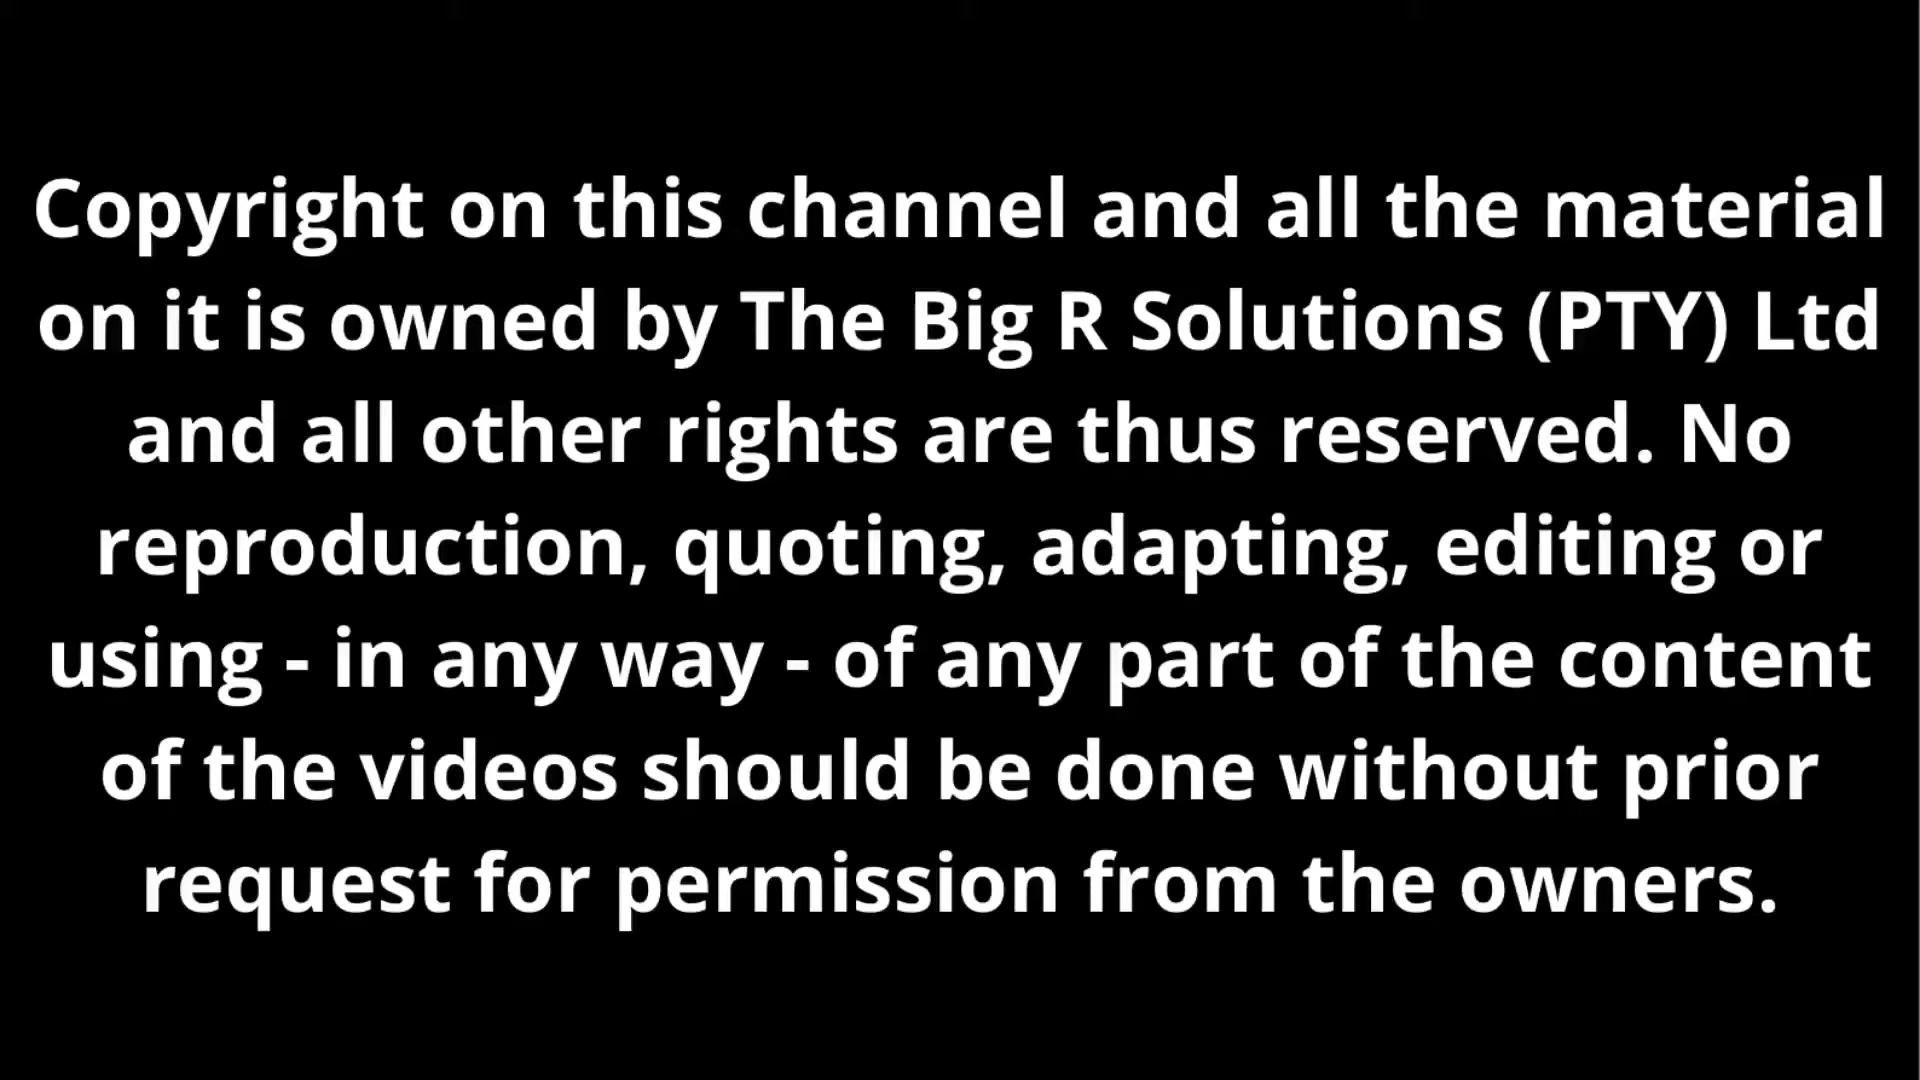 Copyright on this channel and all the material
on it is owned by The Big R Solutions (PTY) Ltd
and all other rights are thus reserved. No
reproduction, quoting, adapting, editing or
using - in any way - of any part of the content
of the videos should be done without prior
request for permission from the owners.